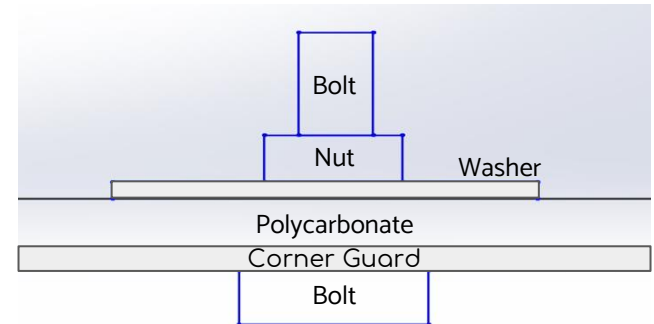 Bolt
Nut
Washer
Polycarbonate
Corner Guard
Bolt